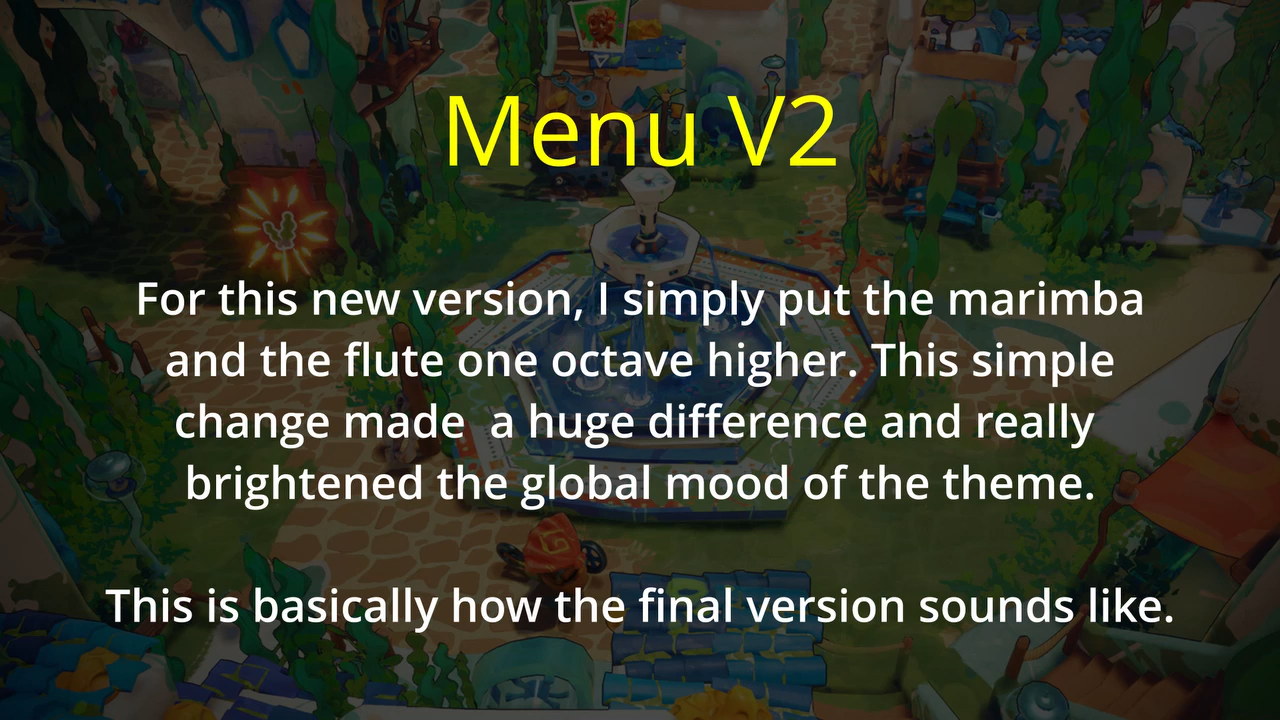 Menu V2
For this new version, I simply put the marimba
and the flute one octave higher. This simple
change made  a huge difference and really
brightened the global mood of the theme.
This is basically how the final version sounds like.